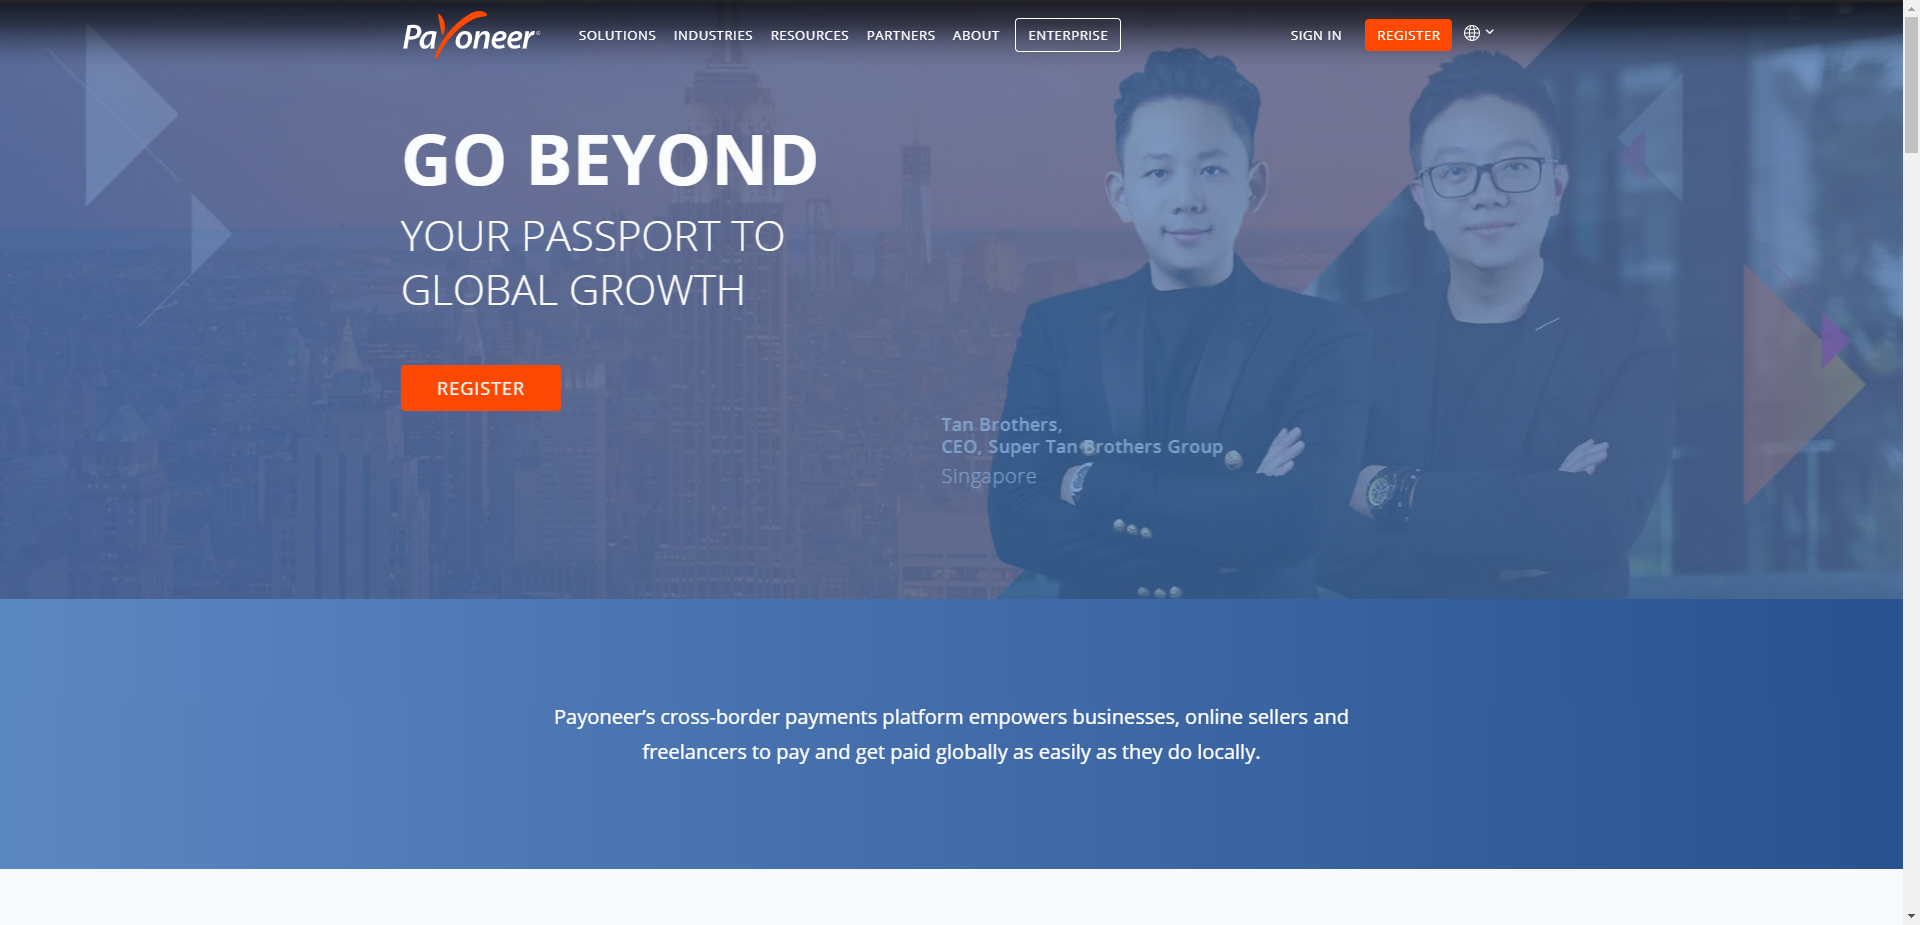 Payoneer
SOLUTIONS
INDUSTRIES
RESOURCES
PARTNERS
ABOUT
ENTERPRISE
SIGN IN
REGISTER
GO BEYOND
YOUR PASSPORT TO
GLOBAL GROWTH
REGISTER
Tan Brothers,
CEO, Super Tan Brothers Group
Singapore
Payoneer’s cross-border payments platform empowers businesses, online sellers and
freelancers to pay and get paid globally as easily as they do locally.